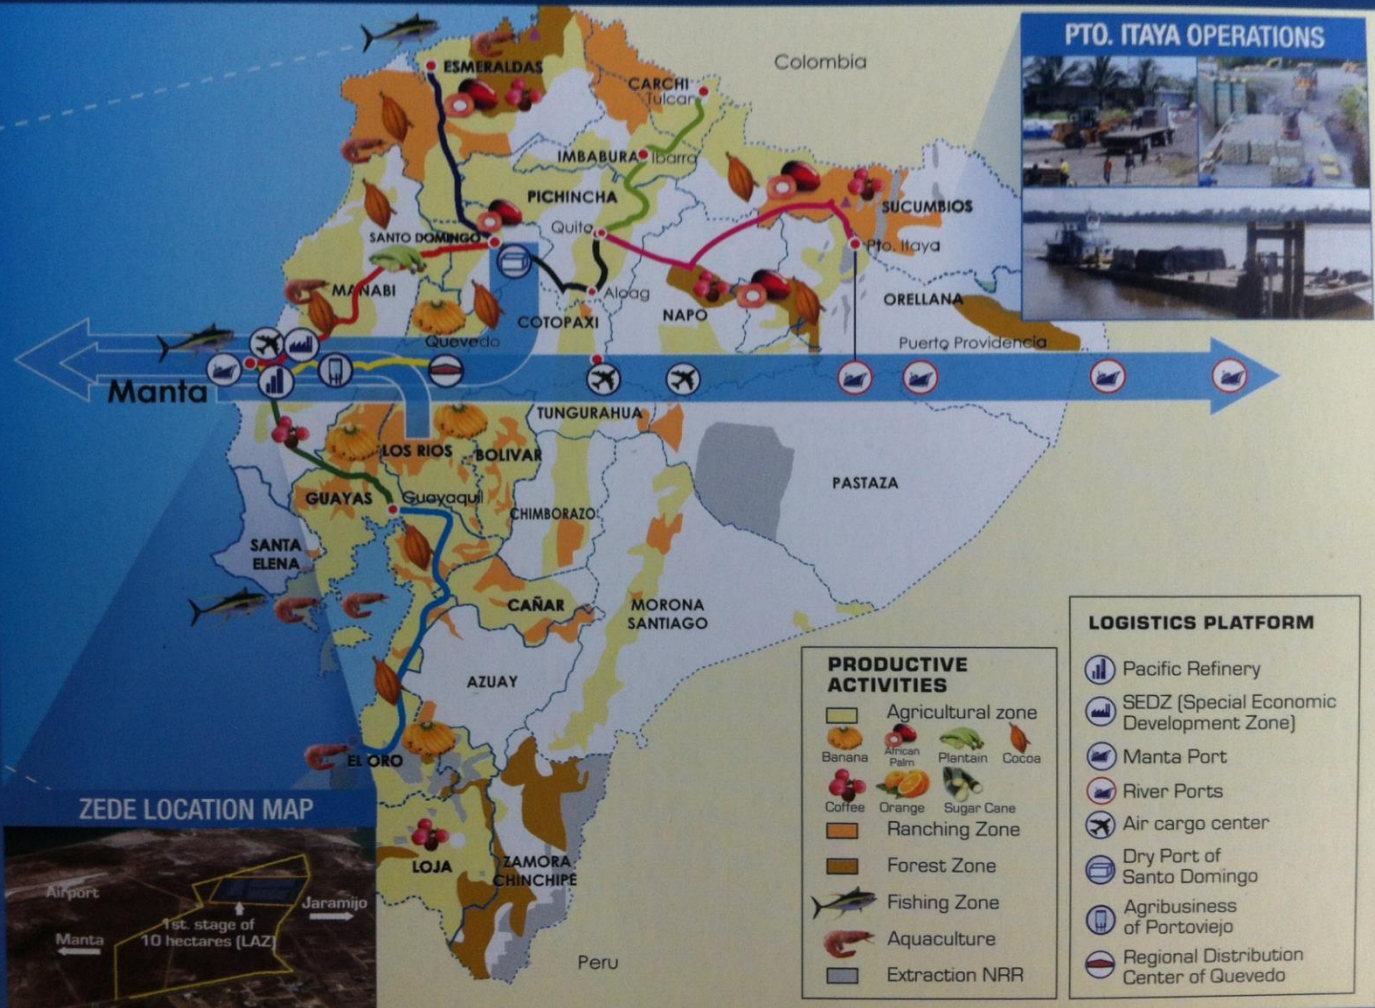 PTO. ITAYA OPERATIONS
Colombia
ESMERALDAS
CARCHI
Tulcan
IMBABURA
Ibarra
PICHINCHA
SUCUMBIOS
Quito
SANTO DOMINGO
Pto. Itaya
MANABI
Aloag
ORELLANA
COTOPAXI
NAPO
Quevedo
Puerto Providencia
Manta
TUNGURAHUA
LOS RIOS
BOLIVAR
PASTAZA
GUAYAS
Guayaquil
CHIMBORAZO
SANTA
ELENA
CAÑAR
MORONA
SANTIAGO
AZUAY
EL ORO
LOJA
ZAMORA
CHINCHIPE
Peru
ZEDE LOCATION MAP
Airport
Jaramijo
1st. stage of
10 hectares (LAZ)
Manta
PRODUCTIVE
ACTIVITIES
Agricultural zone
Banana
African
Palm
Plantain
Cocoa
Coffee
Orange
Sugar Cane
Ranching Zone
Forest Zone
Fishing Zone
Aquaculture
Extraction NRR
LOGISTICS PLATFORM
Pacific Refinery
SEDZ (Special Economic
Development Zone)
Manta Port
River Ports
Air cargo center
Dry Port of
Santo Domingo
Agribusiness
of Portoviejo
Regional Distribution
Center of Quevedo